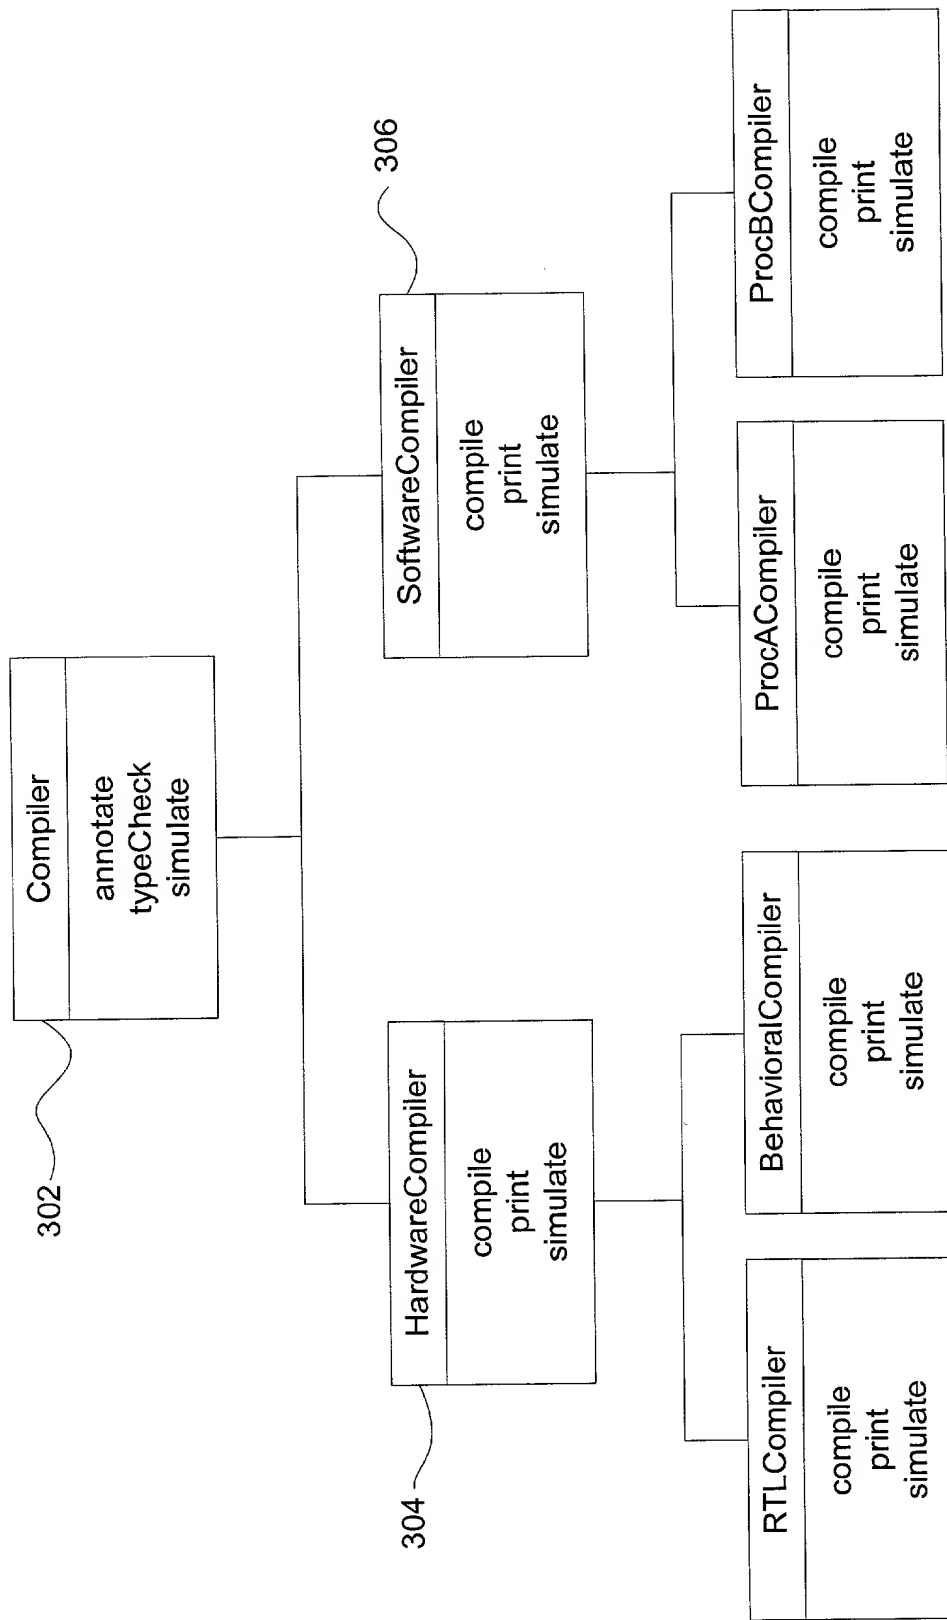 302
Compiler
annotate
typeCheck
simulate
304
HardwareCompiler
compile
print
simulate
SoftwareCompiler
compile
print
simulate
306
RTLCompiler
compile
print
simulate
BehavioralCompiler
compile
print
simulate
ProcACompiler
compile
print
simulate
ProcBCompiler
compile
print
simulate